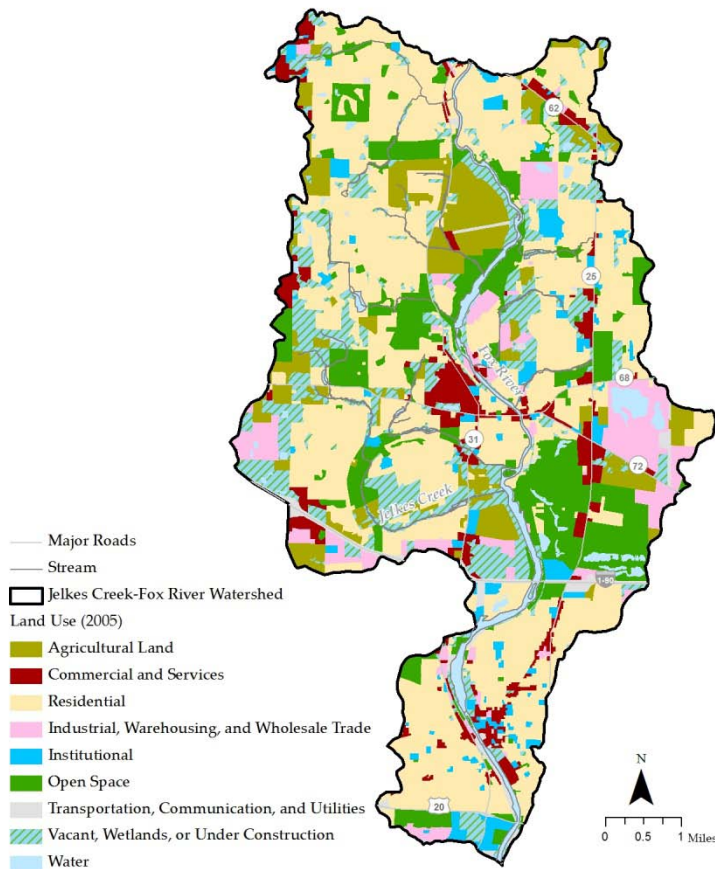 62
25
Fox River
68
31
72
Jelkes Creek
I-90
20
Major Roads
Stream
Jelkes Creek-Fox River Watershed
Land Use (2005)
Agricultural Land
Commercial and Services
Residential
Industrial, Warehousing, and Wholesale Trade
Institutional
Open Space
Transportation, Communication, and Utilities
Vacant, Wetlands, or Under Construction
Water
N
0 0.5 1 Miles